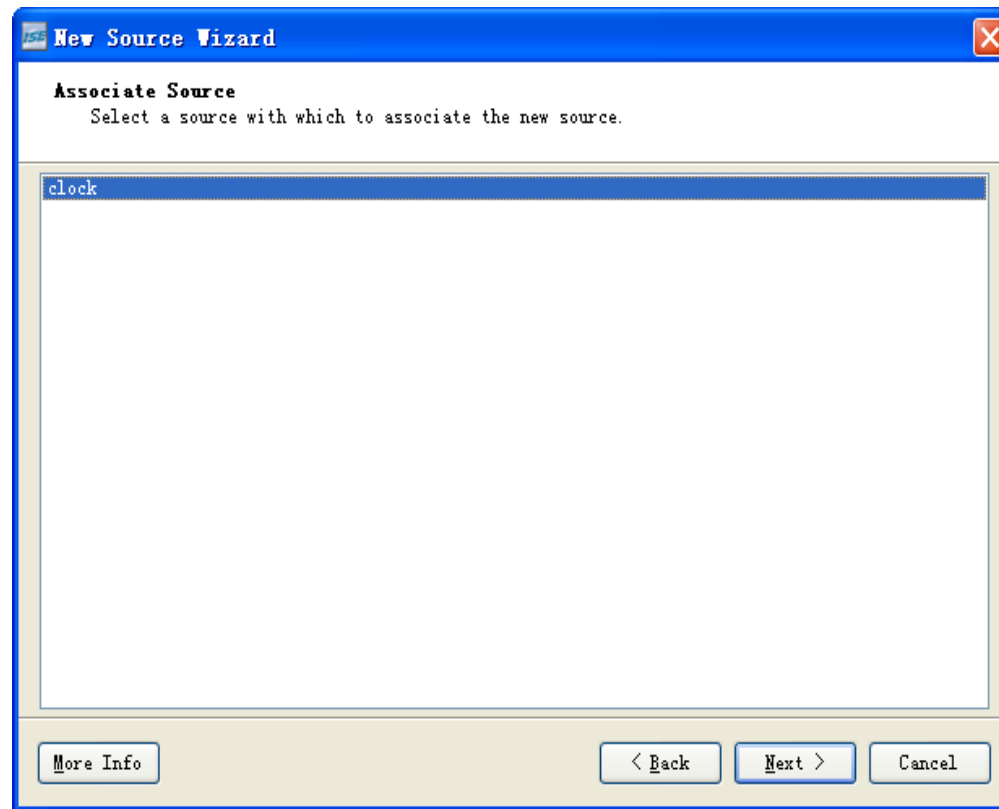 ISE New Source Wizard
Associate Source
Select a source with which to associate the new source.
clock
More Info
< Back
Next >
Cancel